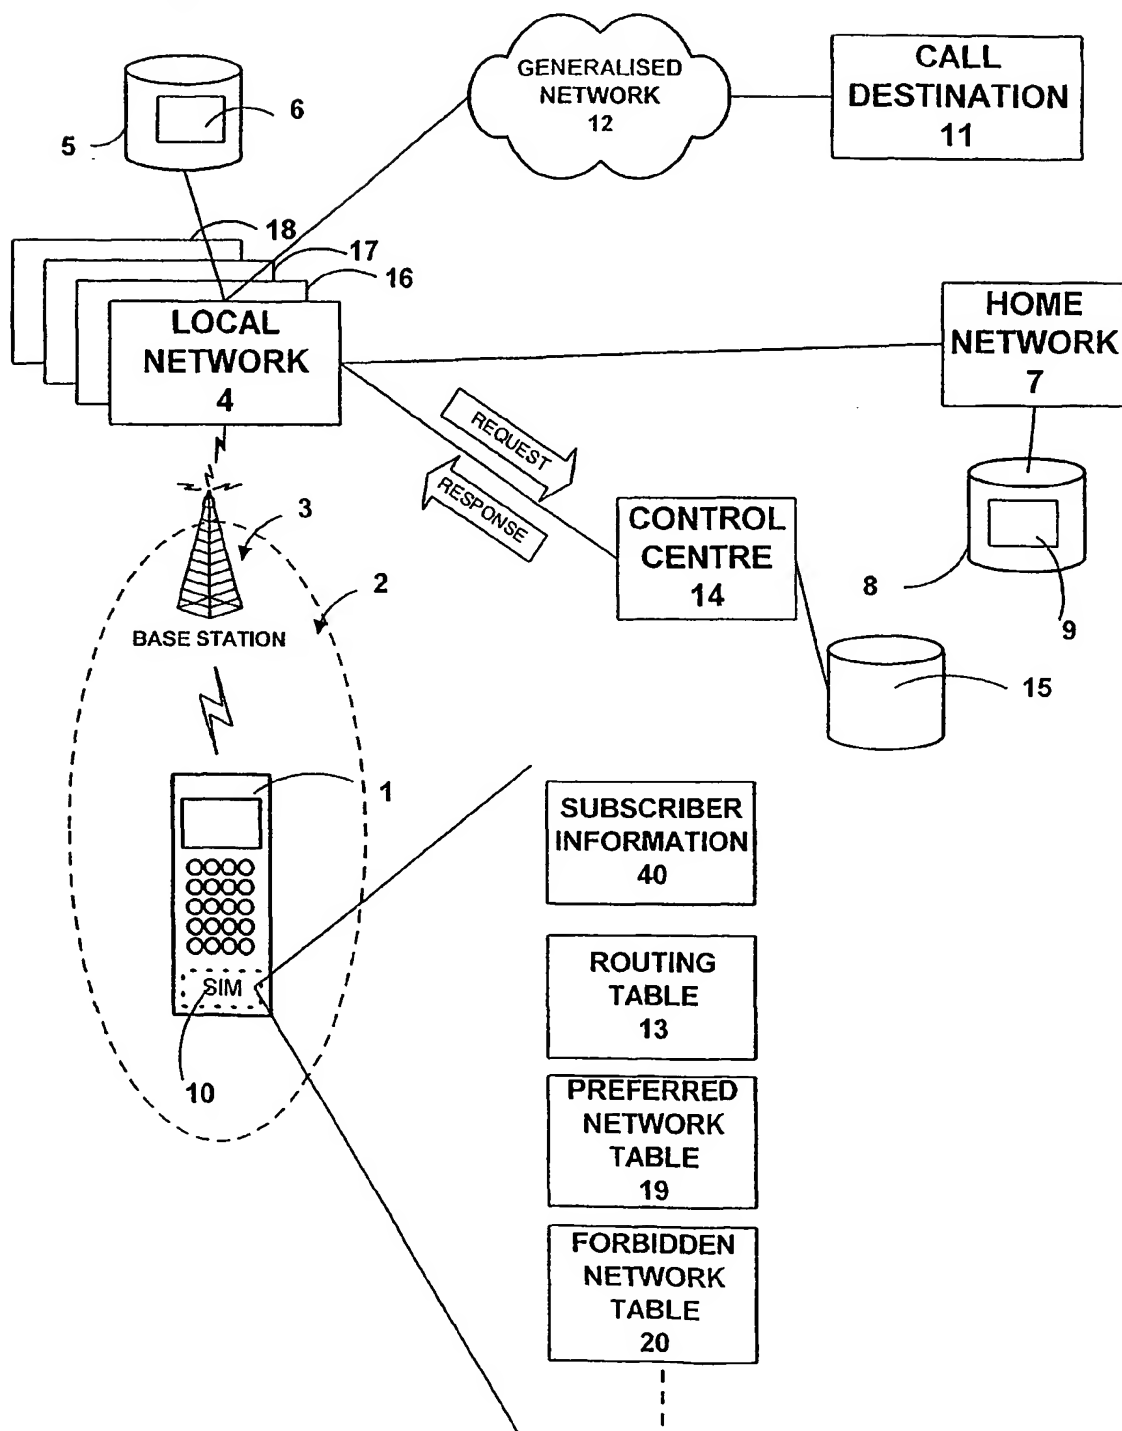 GENERALISED
NETWORK
12
CALL
DESTINATION
11
6
5
18
17
16
LOCAL
NETWORK
4
HOME
NETWORK
7
REQUEST
RESPONSE
CONTROL
CENTRE
14
8
9
15
3
2
BASE STATION
1
SIM
10
SUBSCRIBER
INFORMATION
40
ROUTING
TABLE
13
PREFERRED
NETWORK
TABLE
19
FORBIDDEN
NETWORK
TABLE
20